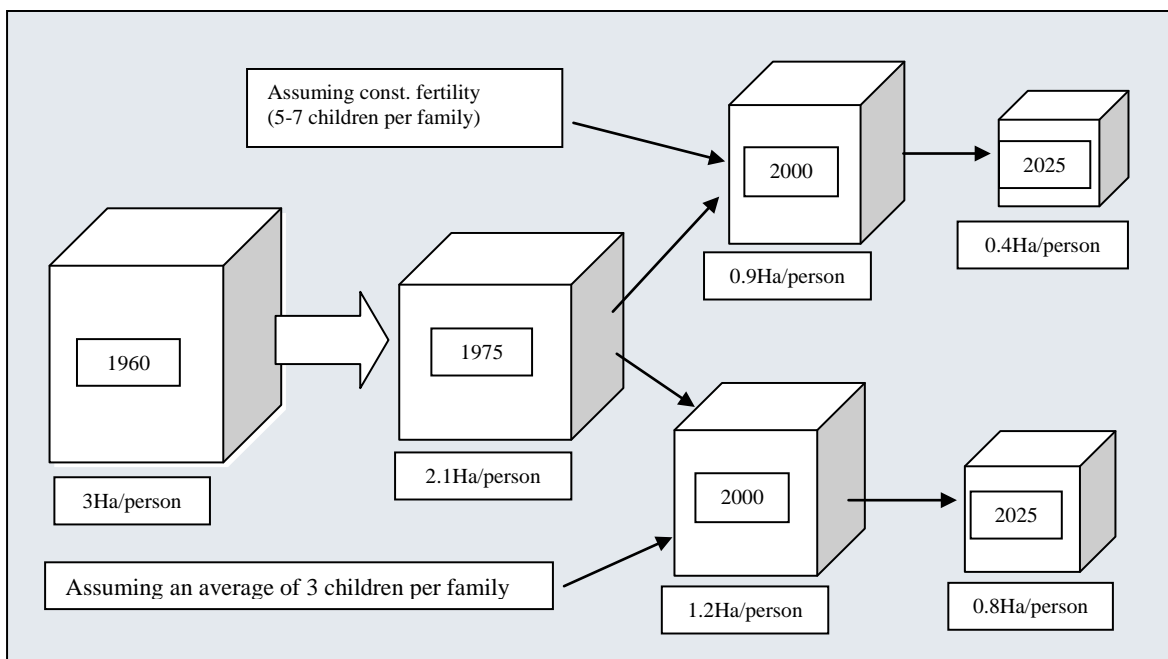 Assuming const. fertility
(5-7 children per family)
2000
2025
0.9Ha/person
0.4Ha/person
1960
1975
3Ha/person
2.1Ha/person
2000
2025
Assuming an average of 3 children per family
1.2Ha/person
0.8Ha/person